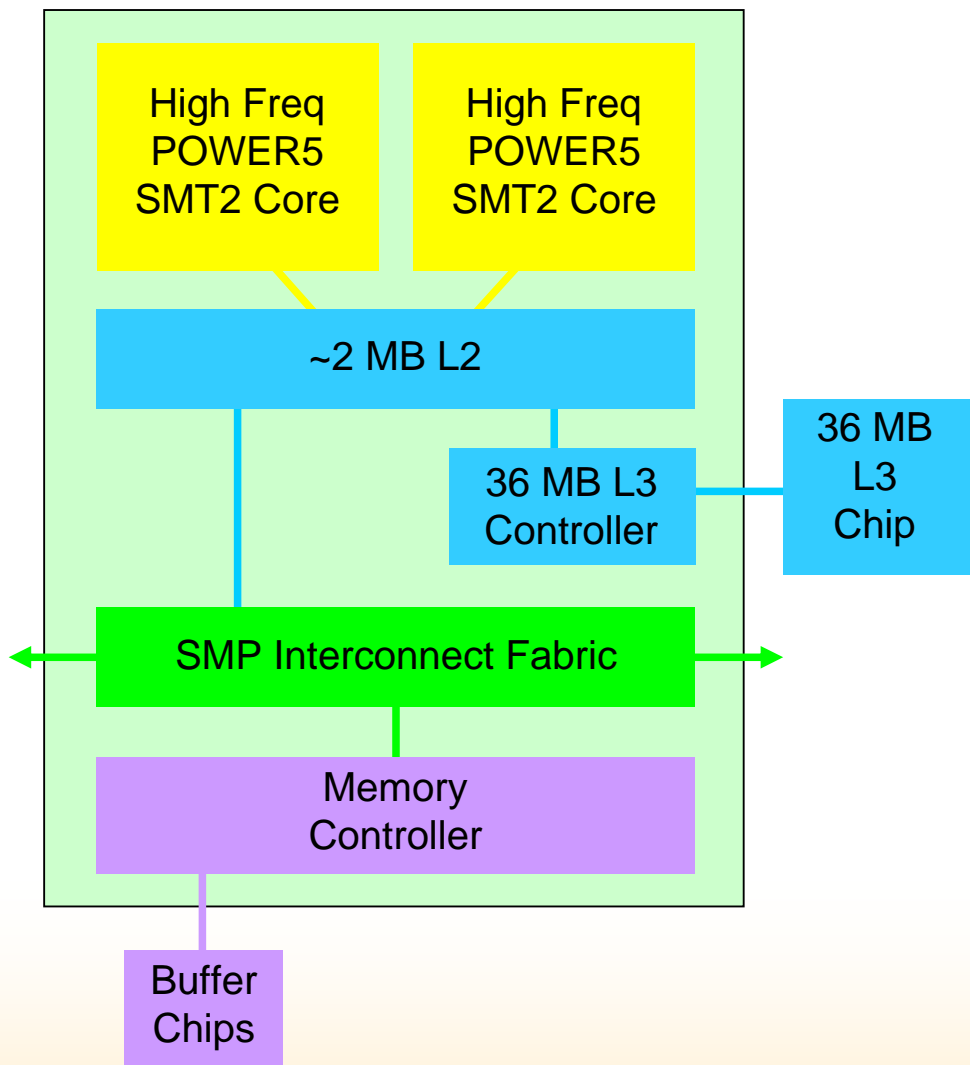 High Freq
POWER5
SMT2 Core
High Freq
POWER5
SMT2 Core
~2 MB L2
36 MB L3
Controller
36 MB
L3
Chip
SMP Interconnect Fabric
Memory
Controller
Buffer
Chips